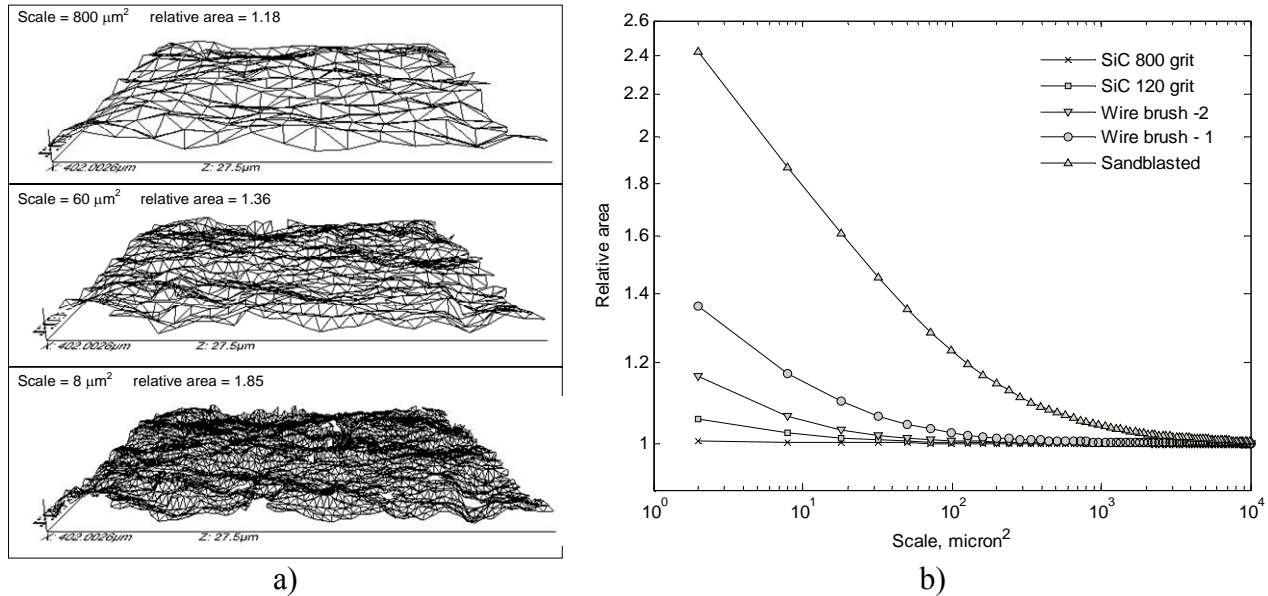 Scale = 800 μm² relative area = 1.18
X: 402.0026μm Z: 27.5μm
Scale = 60 μm² relative area = 1.36
X: 402.0026μm Z: 27.5μm
Scale = 8 μm² relative area = 1.85
X: 402.0026μm Z: 27.5μm
a)
2.6
2.4
2.2
2
1.8
1.6
1.4
1.2
1
Relative area
SiC 800 grit
SiC 120 grit
Wire brush -2
Wire brush - 1
Sandblasted
10⁰ 10¹ 10² 10³ 10⁴
Scale, micron²
b)